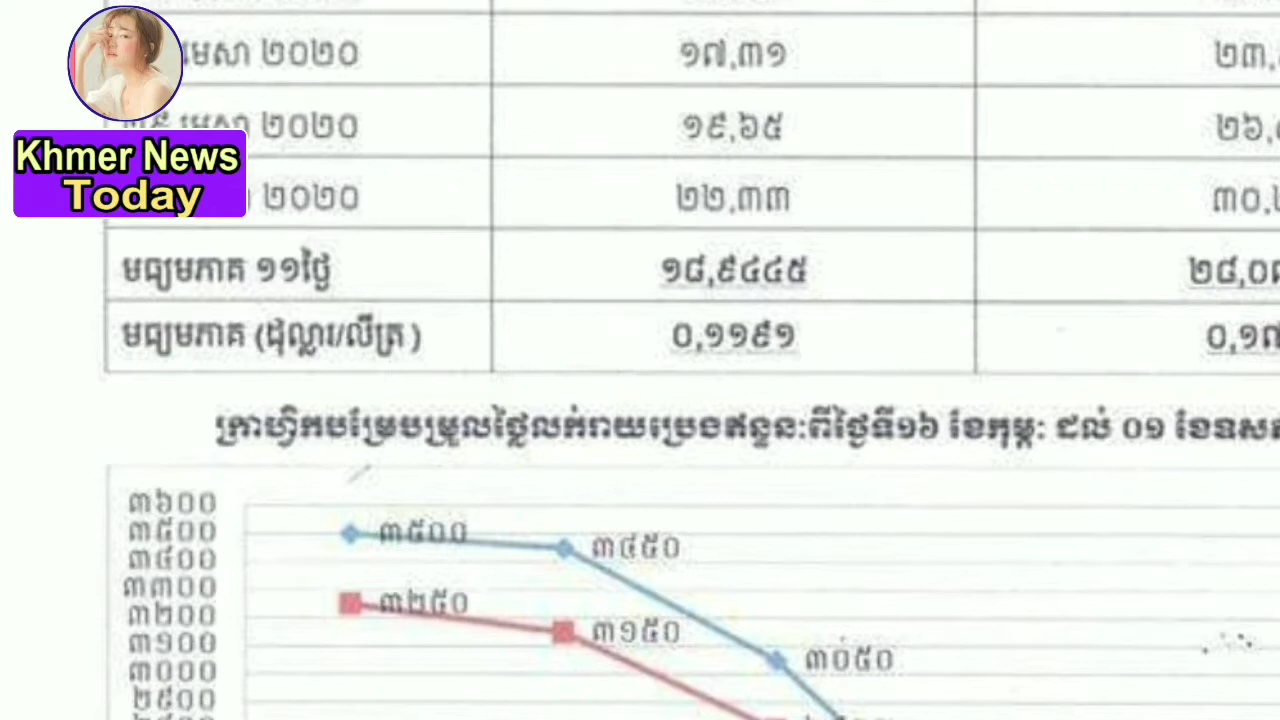 មេសា ២០២០ ១៧,៣១ ២៣,
Khmer News
មេសា ២០២០ ១៩,៦៥ ២៦,
Today
២០២០ ២២,៣៣ ៣០,
មធ្យមភាគ ១១ថ្ងៃ ១៨,៩៤៤៥ ២៨,០
មធ្យមភាគ (ដុល្លារ/លីត្រ) ០,១១៩១ ០,១៧
ក្រាហ្វិកបម្រែបម្រួលថ្លៃលក់រាយប្រេងឥន្ធនៈពីថ្ងៃទី១៦ ខែកុម្ភៈ ដល់ ០១ ខែឧសភា
៣៦០០
៣៥០០ ៣៥០០
៣៤០០ ៣៤៥០
៣៣០០
៣២០០ ៣២៥០
៣១០០ ៣១៥០
៣០០០ ៣០៥០
២៩០០